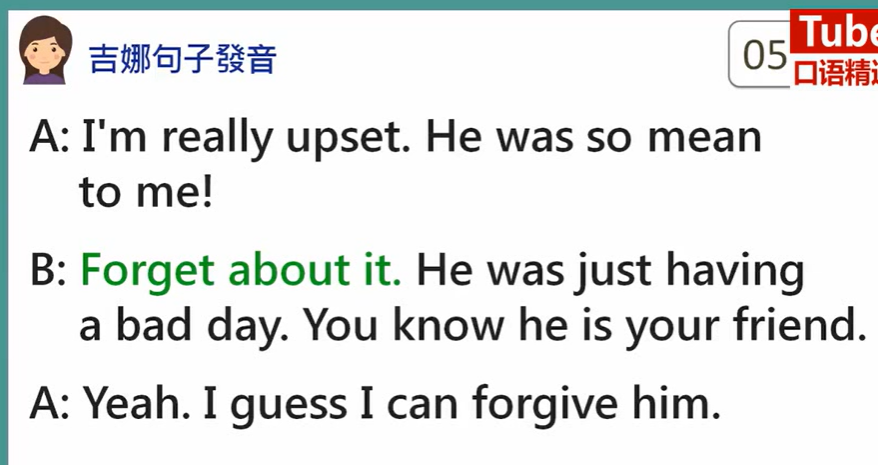 吉娜句子發音
05
Tube
口语精选
A: I'm really upset. He was so mean
to me!
B: Forget about it. He was just having
a bad day. You know he is your friend.
A: Yeah. I guess I can forgive him.